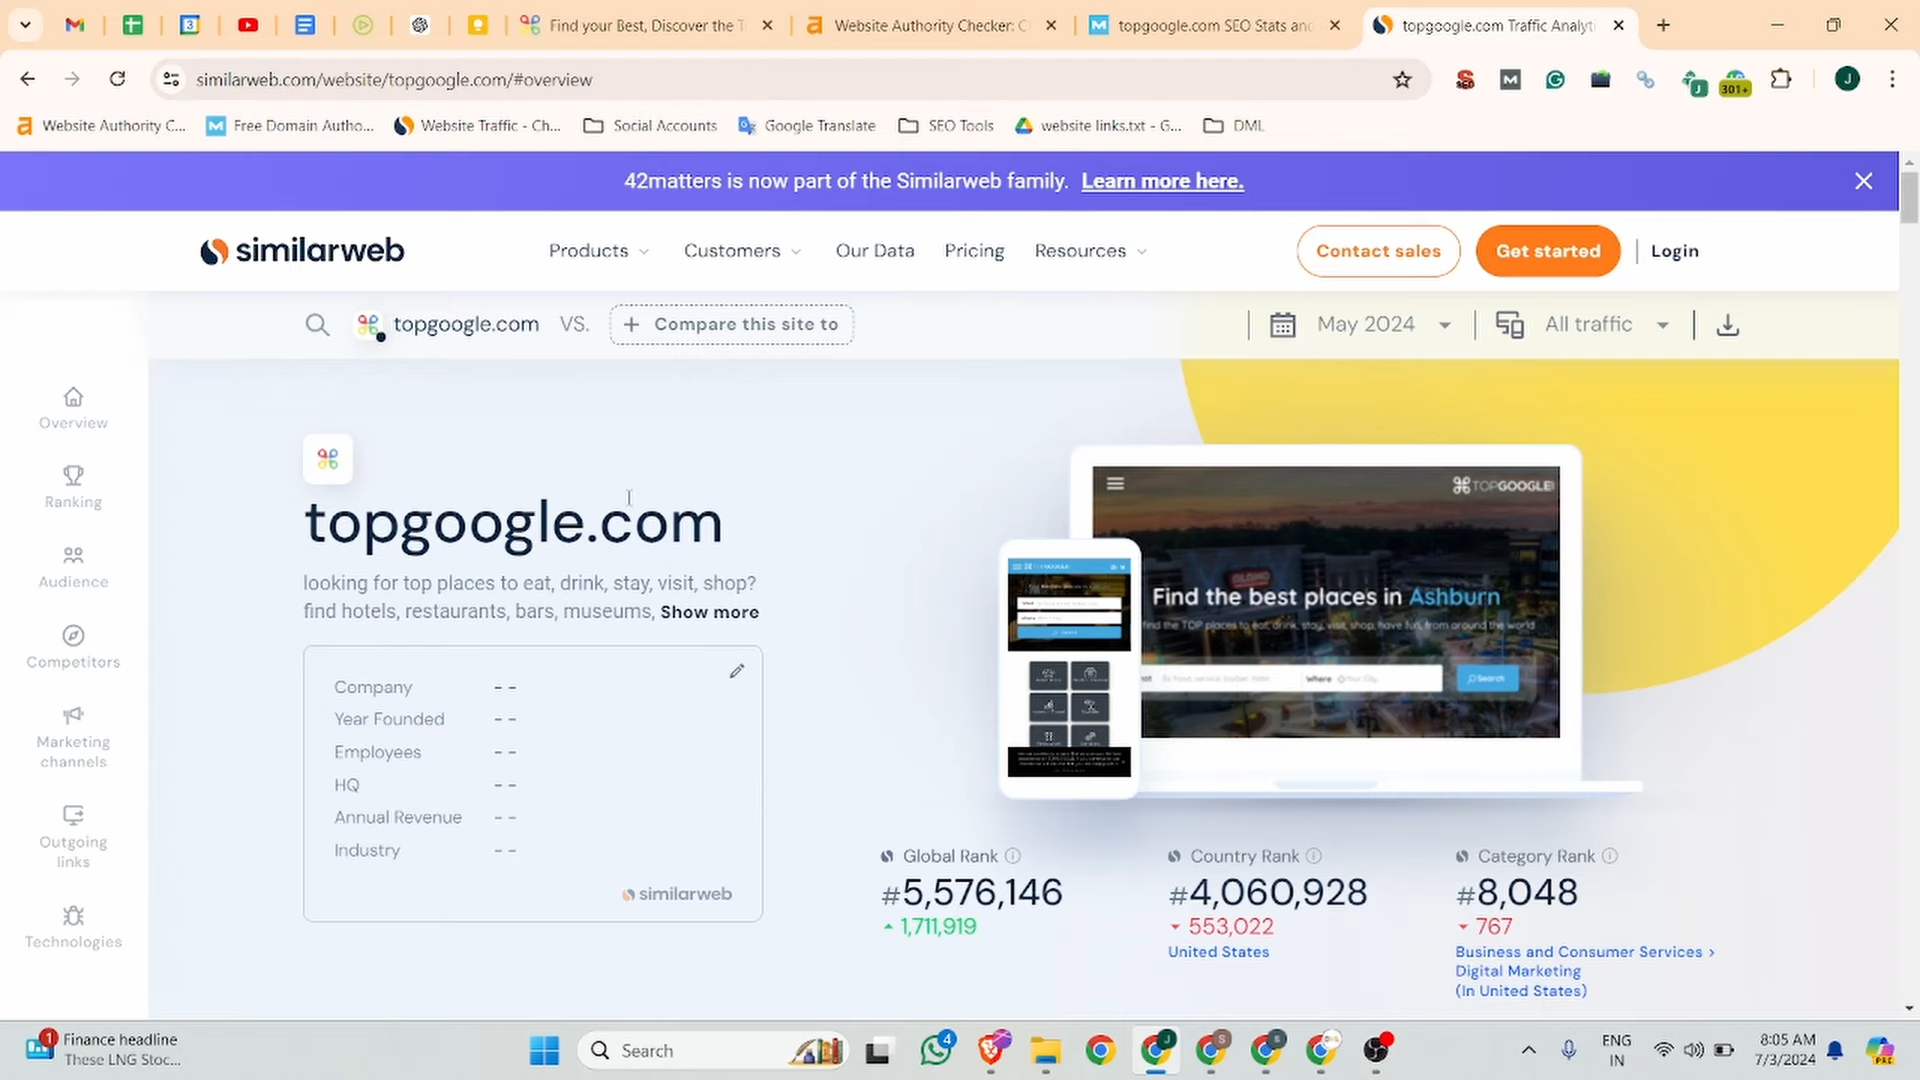 Find your Best, Discover the T
Website Authority Checker: C
topgoogle.com SEO Stats and
topgoogle.com Traffic Analyti
similarweb.com/website/topgoogle.com/#overview
301+
J
Website Authority C...
Free Domain Autho...
Website Traffic - Ch...
Social Accounts
Google Translate
SEO Tools
website links.txt - G...
DML
42matters is now part of the Similarweb family. Learn more here.
similarweb
Products
Customers
Our Data
Pricing
Resources
Contact sales
Get started
Login
topgoogle.com
VS.
+ Compare this site to
May 2024
All traffic
Overview
Ranking
Audience
Competitors
Marketing
channels
Outgoing
links
Technologies
topgoogle.com
looking for top places to eat, drink, stay, visit, shop?
find hotels, restaurants, bars, museums, Show more
Company - -
Year Founded - -
Employees - -
HQ - -
Annual Revenue - -
Industry - -
similarweb
TOPGOOGLE!
Find the best places in Ashburn
find the TOP places to eat, drink, stay, visit, shop, have fun, from around the world
Where
Your City
Search
Global Rank
#5,576,146
1,711,919
Country Rank
#4,060,928
553,022
United States
Category Rank
#8,048
767
Business and Consumer Services >
Digital Marketing
(In United States)
1
Finance headline
These LNG Stoc...
Search
4
ENG
IN
8:05 AM
7/3/2024